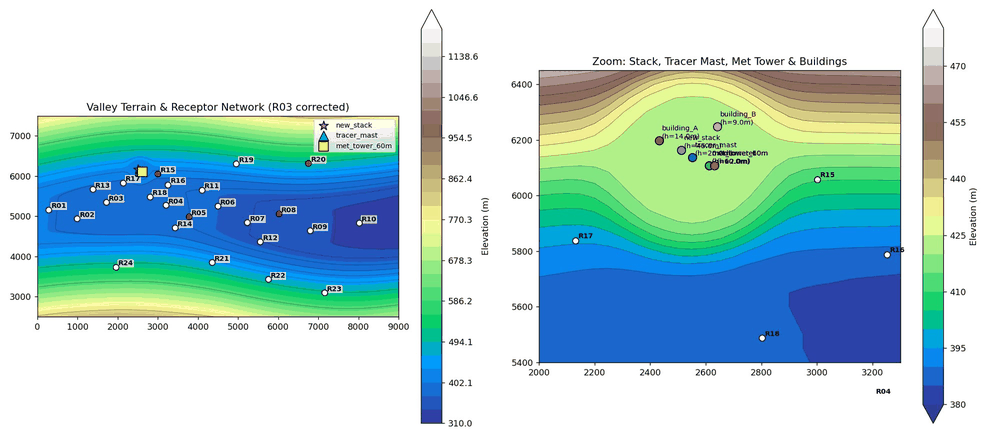 Valley Terrain & Receptor Network (R03 corrected)
new_stack
tracer_mast
met_tower_60m
R19
R20
R15
R17
R16
R13
R11
R18
R03
R04
R06
R01
R02
R05
R08
R07
R10
R14
R09
R12
R21
R24
R22
R23
7000
6000
5000
4000
3000
0
1000
2000
3000
4000
5000
6000
7000
8000
9000
1138.6
1046.6
954.5
862.4
770.3
678.3
586.2
494.1
402.1
310.0
Elevation (m)
Zoom: Stack, Tracer Mast, Met Tower & Buildings
building_B
(h=9.0m)
building_A
R15
R17
R16
R18
R04
6400
6200
6000
5800
5600
5400
2000
2200
2400
2600
2800
3000
3200
470
455
440
425
410
395
380
Elevation (m)